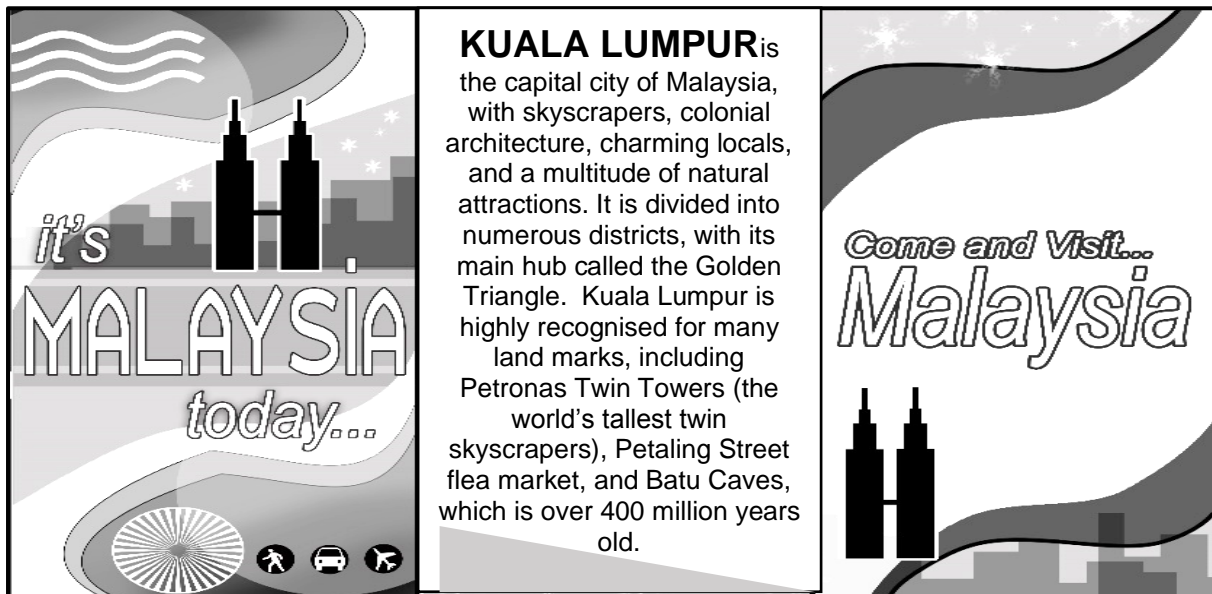 it's
MALAYSIA
today...
KUALA LUMPUR is
the capital city of Malaysia,
with skyscrapers, colonial
architecture, charming locals,
and a multitude of natural
attractions. It is divided into
numerous districts, with its
main hub called the Golden
Triangle.  Kuala Lumpur is
highly recognised for many
land marks, including
Petronas Twin Towers (the
world's tallest twin
skyscrapers), Petaling Street
flea market, and Batu Caves,
which is over 400 million years
old.
Come and Visit...
Malaysia